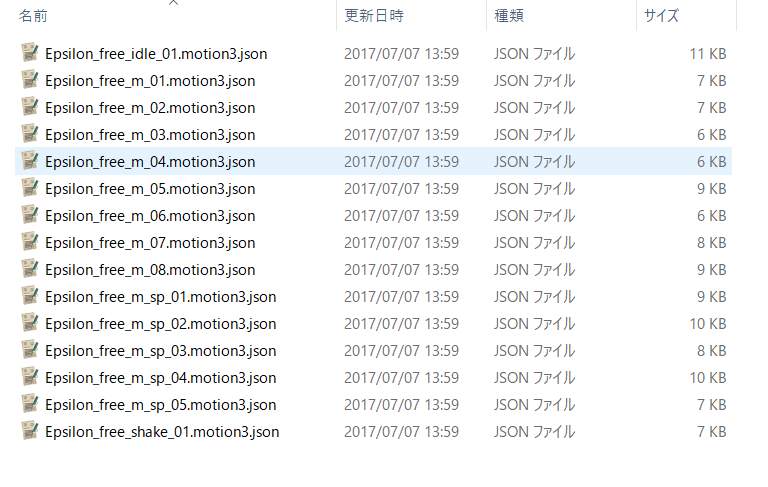 名前 更新日時 種類 サイズ
Epsilon_free_idle_01.motion3.json 2017/07/07 13:59 JSON ファイル 11 KB
Epsilon_free_m_01.motion3.json 2017/07/07 13:59 JSON ファイル 7 KB
Epsilon_free_m_02.motion3.json 2017/07/07 13:59 JSON ファイル 7 KB
Epsilon_free_m_03.motion3.json 2017/07/07 13:59 JSON ファイル 6 KB
Epsilon_free_m_04.motion3.json 2017/07/07 13:59 JSON ファイル 6 KB
Epsilon_free_m_05.motion3.json 2017/07/07 13:59 JSON ファイル 9 KB
Epsilon_free_m_06.motion3.json 2017/07/07 13:59 JSON ファイル 6 KB
Epsilon_free_m_07.motion3.json 2017/07/07 13:59 JSON ファイル 8 KB
Epsilon_free_m_08.motion3.json 2017/07/07 13:59 JSON ファイル 9 KB
Epsilon_free_m_sp_01.motion3.json 2017/07/07 13:59 JSON ファイル 9 KB
Epsilon_free_m_sp_02.motion3.json 2017/07/07 13:59 JSON ファイル 10 KB
Epsilon_free_m_sp_03.motion3.json 2017/07/07 13:59 JSON ファイル 8 KB
Epsilon_free_m_sp_04.motion3.json 2017/07/07 13:59 JSON ファイル 10 KB
Epsilon_free_m_sp_05.motion3.json 2017/07/07 13:59 JSON ファイル 7 KB
Epsilon_free_shake_01.motion3.json 2017/07/07 13:59 JSON ファイル 7 KB